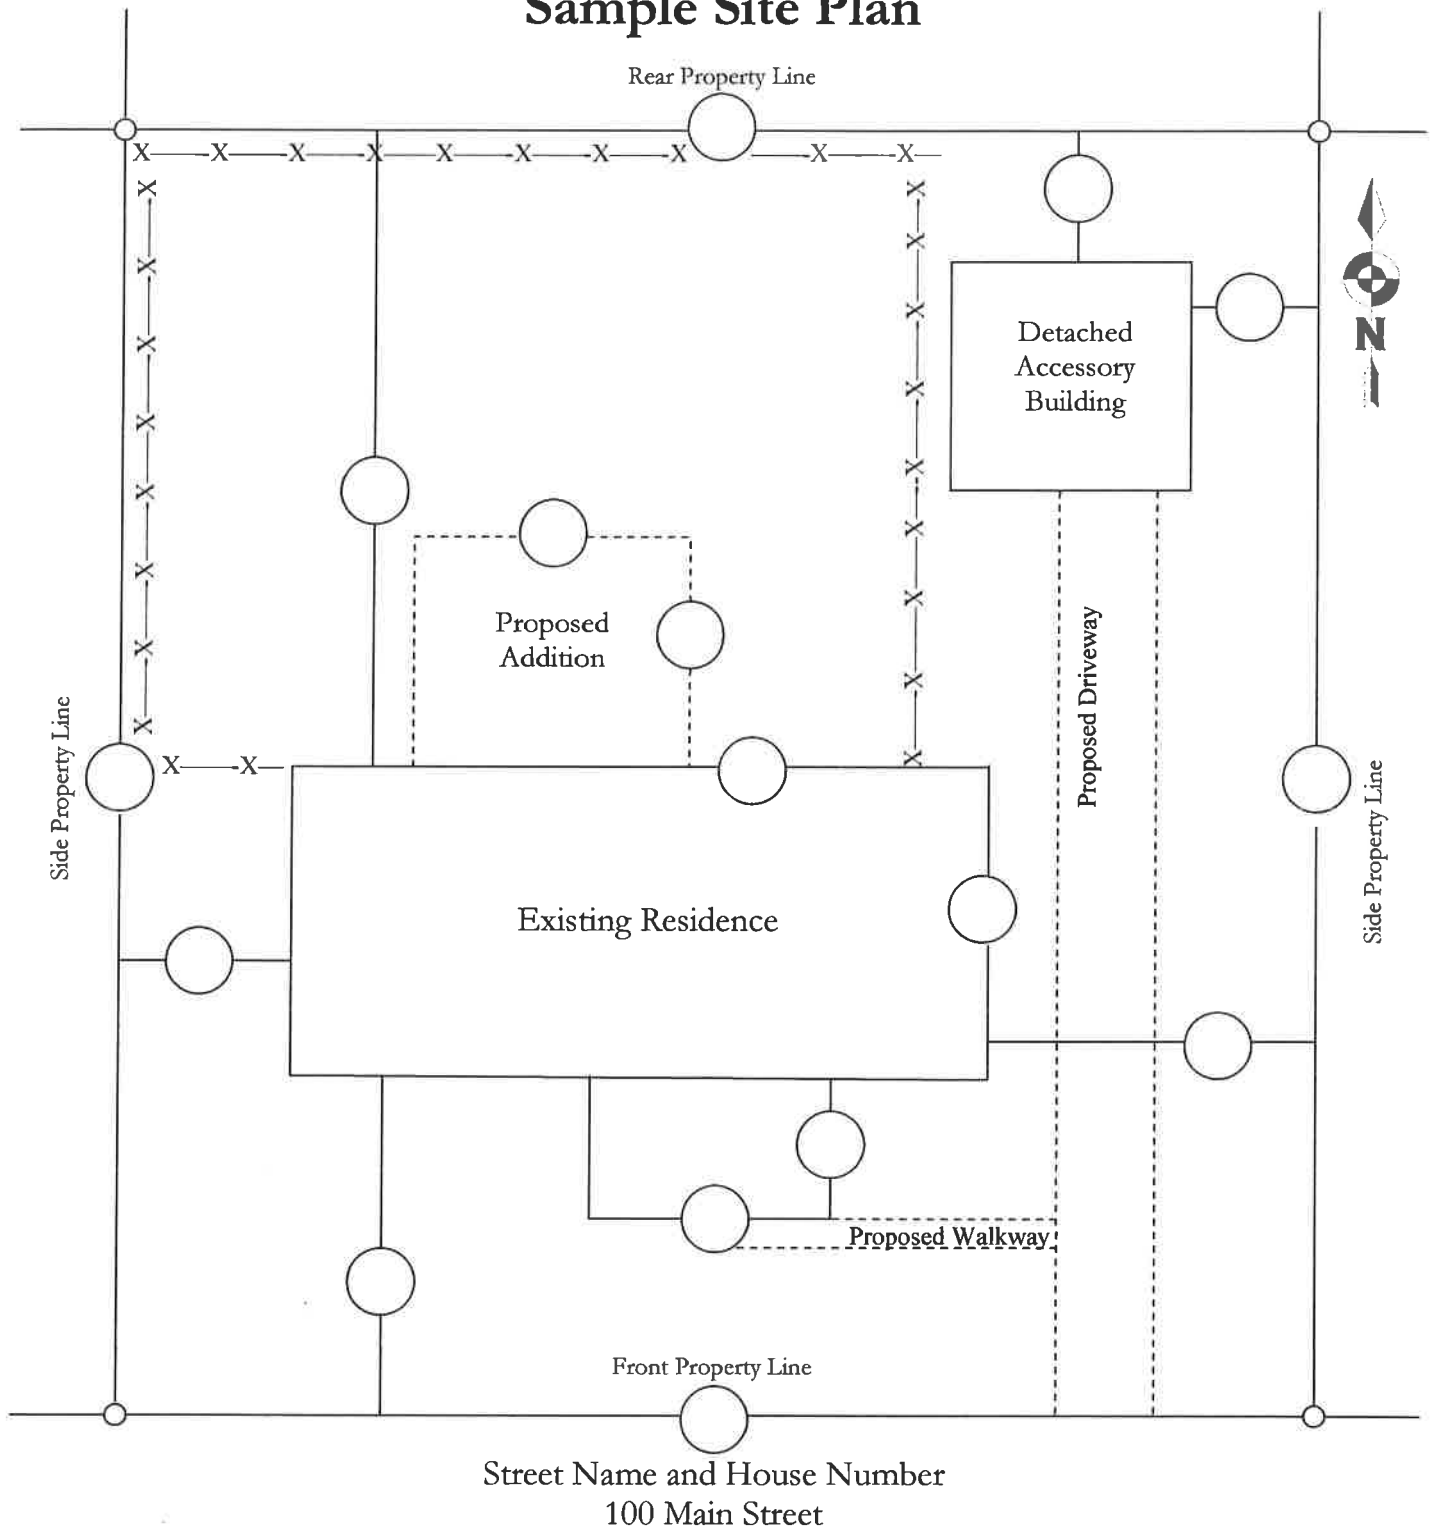 Sample Site Plan
Rear Property Line
X X X X X X X X X X
X X
X X
X X
N
Detached
Accessory
Building
X X
X X
X X
X X
Proposed
Addition
X X
X
X
Side Property Line
X X
Proposed Driveway
Side Property Line
Existing Residence
Proposed Walkway
Front Property Line
Street Name and House Number
100 Main Street